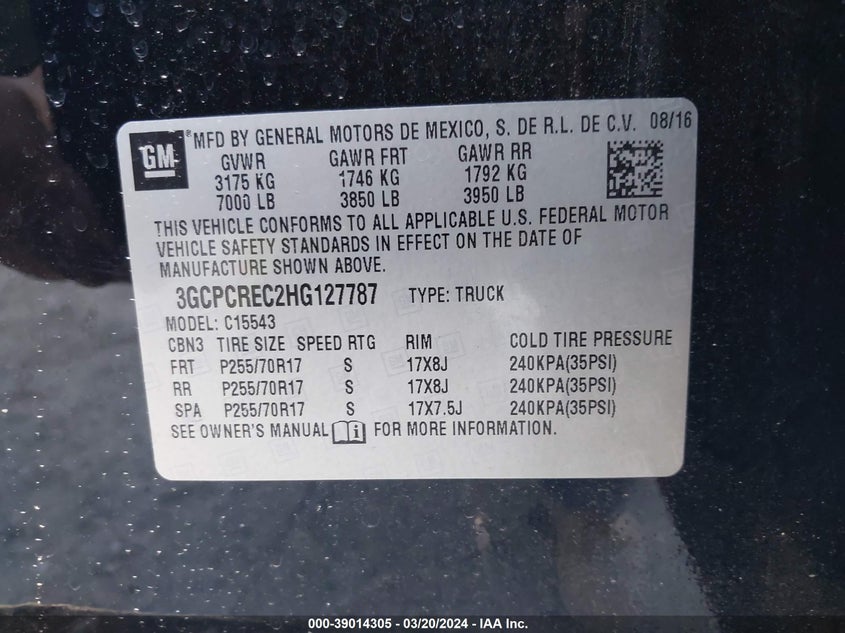 GM
® MFD BY GENERAL MOTORS DE MEXICO, S. DE R.L. DE C.V. 08/16
GVWR GAWR FRT GAWR RR
3175 KG 1746 KG 1792 KG
7000 LB 3850 LB 3950 LB
THIS VEHICLE CONFORMS TO ALL APPLICABLE U.S. FEDERAL MOTOR
VEHICLE SAFETY STANDARDS IN EFFECT ON THE DATE OF
MANUFACTURE SHOWN ABOVE.
3GCPCREC2HG127787 TYPE: TRUCK
MODEL: C15543
CBN3 TIRE SIZE SPEED RTG RIM COLD TIRE PRESSURE
FRT P255/70R17 S 17X8J 240KPA(35PSI)
RR P255/70R17 S 17X8J 240KPA(35PSI)
SPA P255/70R17 S 17X7.5J 240KPA(35PSI)
SEE OWNER'S MANUAL FOR MORE INFORMATION.
000-39014305 - 03/20/2024 - IAA Inc.